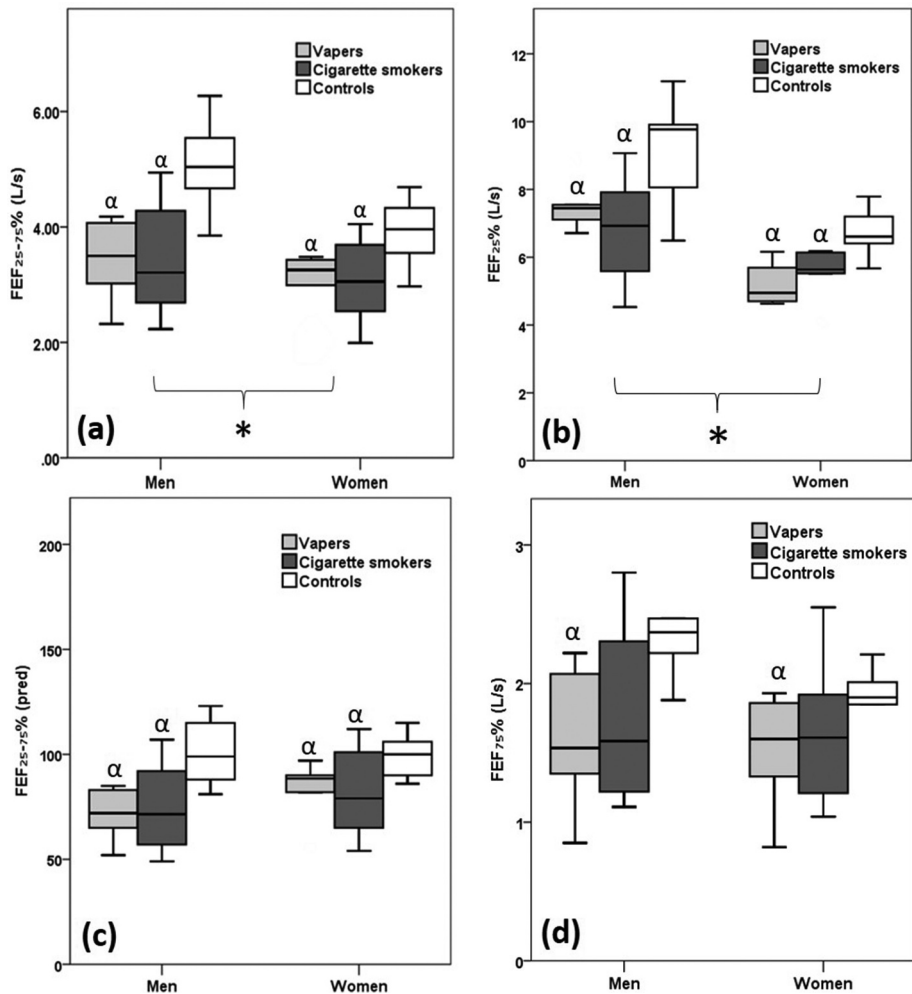 Vapers
Cigarette smokers
Controls
6.00
4.00
2.00
.00
FEF₂₅₋₇₅% (L/s)
α α α α
*
(a)
Men Women
Vapers
Cigarette smokers
Controls
12
10
8
6
4
2
0
FEF₂₅% (L/s)
α α α α
*
(b)
Men Women
Vapers
Cigarette smokers
Controls
200
150
100
50
0
FEF₂₅₋₇₅% (pred)
α α α α
(c)
Men Women
Vapers
Cigarette smokers
Controls
3
2
1
0
FEF₇₅% (L/s)
α α
(d)
Men Women